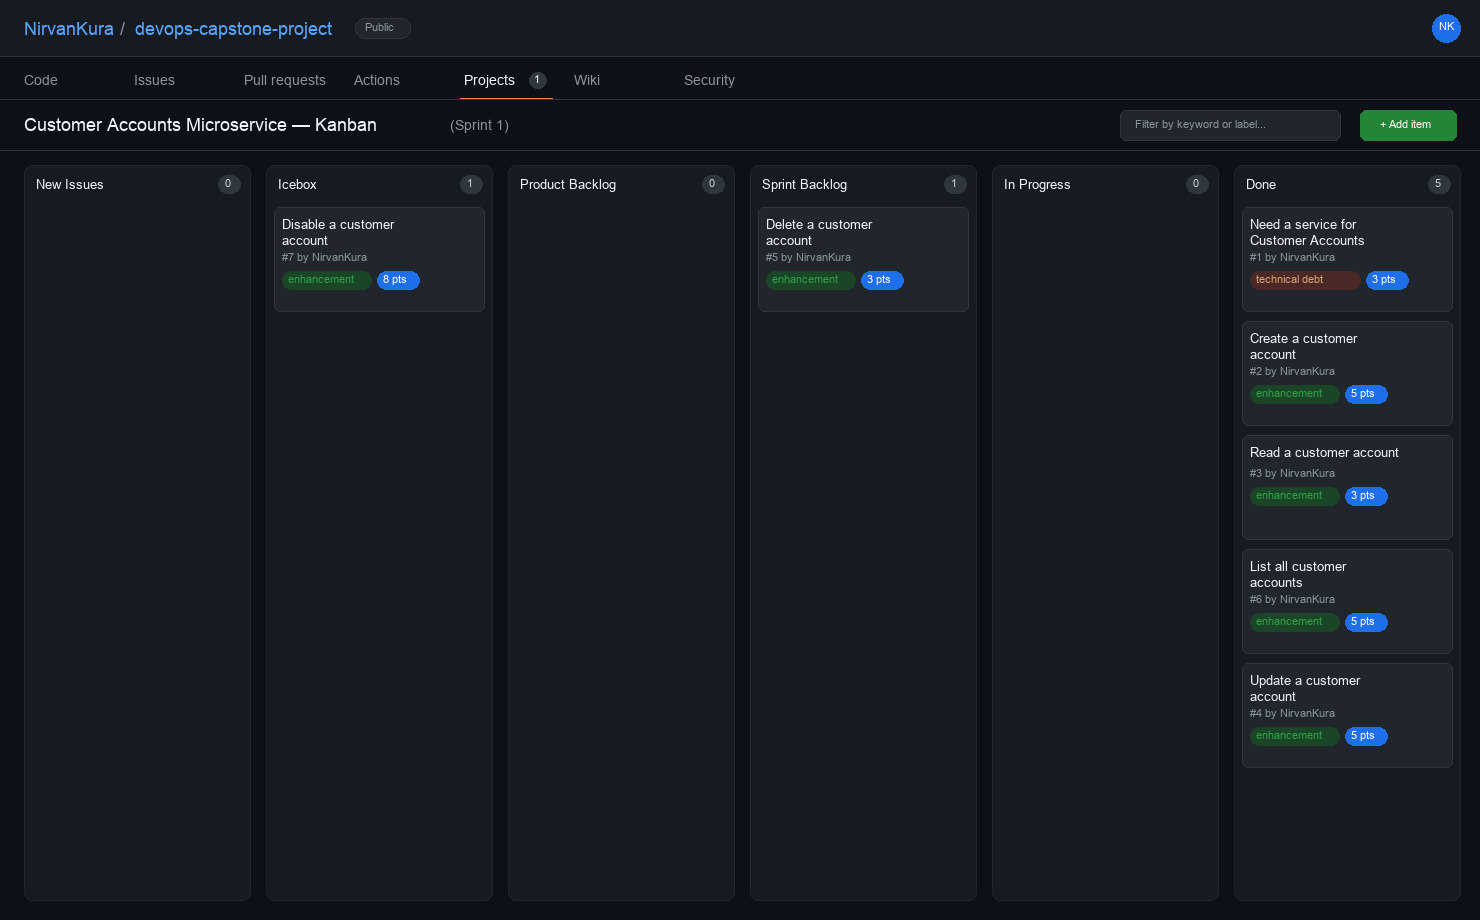 NirvanKura / devops-capstone-project Public NK
Code Issues Pull requests Actions Projects 1 Wiki Security
Customer Accounts Microservice — Kanban (Sprint 1) Filter by keyword or label... + Add item
New Issues 0
Icebox 1
Disable a customer
account
#7 by NirvanKura
enhancement 8 pts
Product Backlog 0
Sprint Backlog 1
Delete a customer
account
#5 by NirvanKura
enhancement 3 pts
In Progress 0
Done 5
Need a service for
Customer Accounts
#1 by NirvanKura
technical debt 3 pts
Create a customer
account
#2 by NirvanKura
enhancement 5 pts
Read a customer account
#3 by NirvanKura
enhancement 3 pts
List all customer
accounts
#6 by NirvanKura
enhancement 5 pts
Update a customer
account
#4 by NirvanKura
enhancement 5 pts